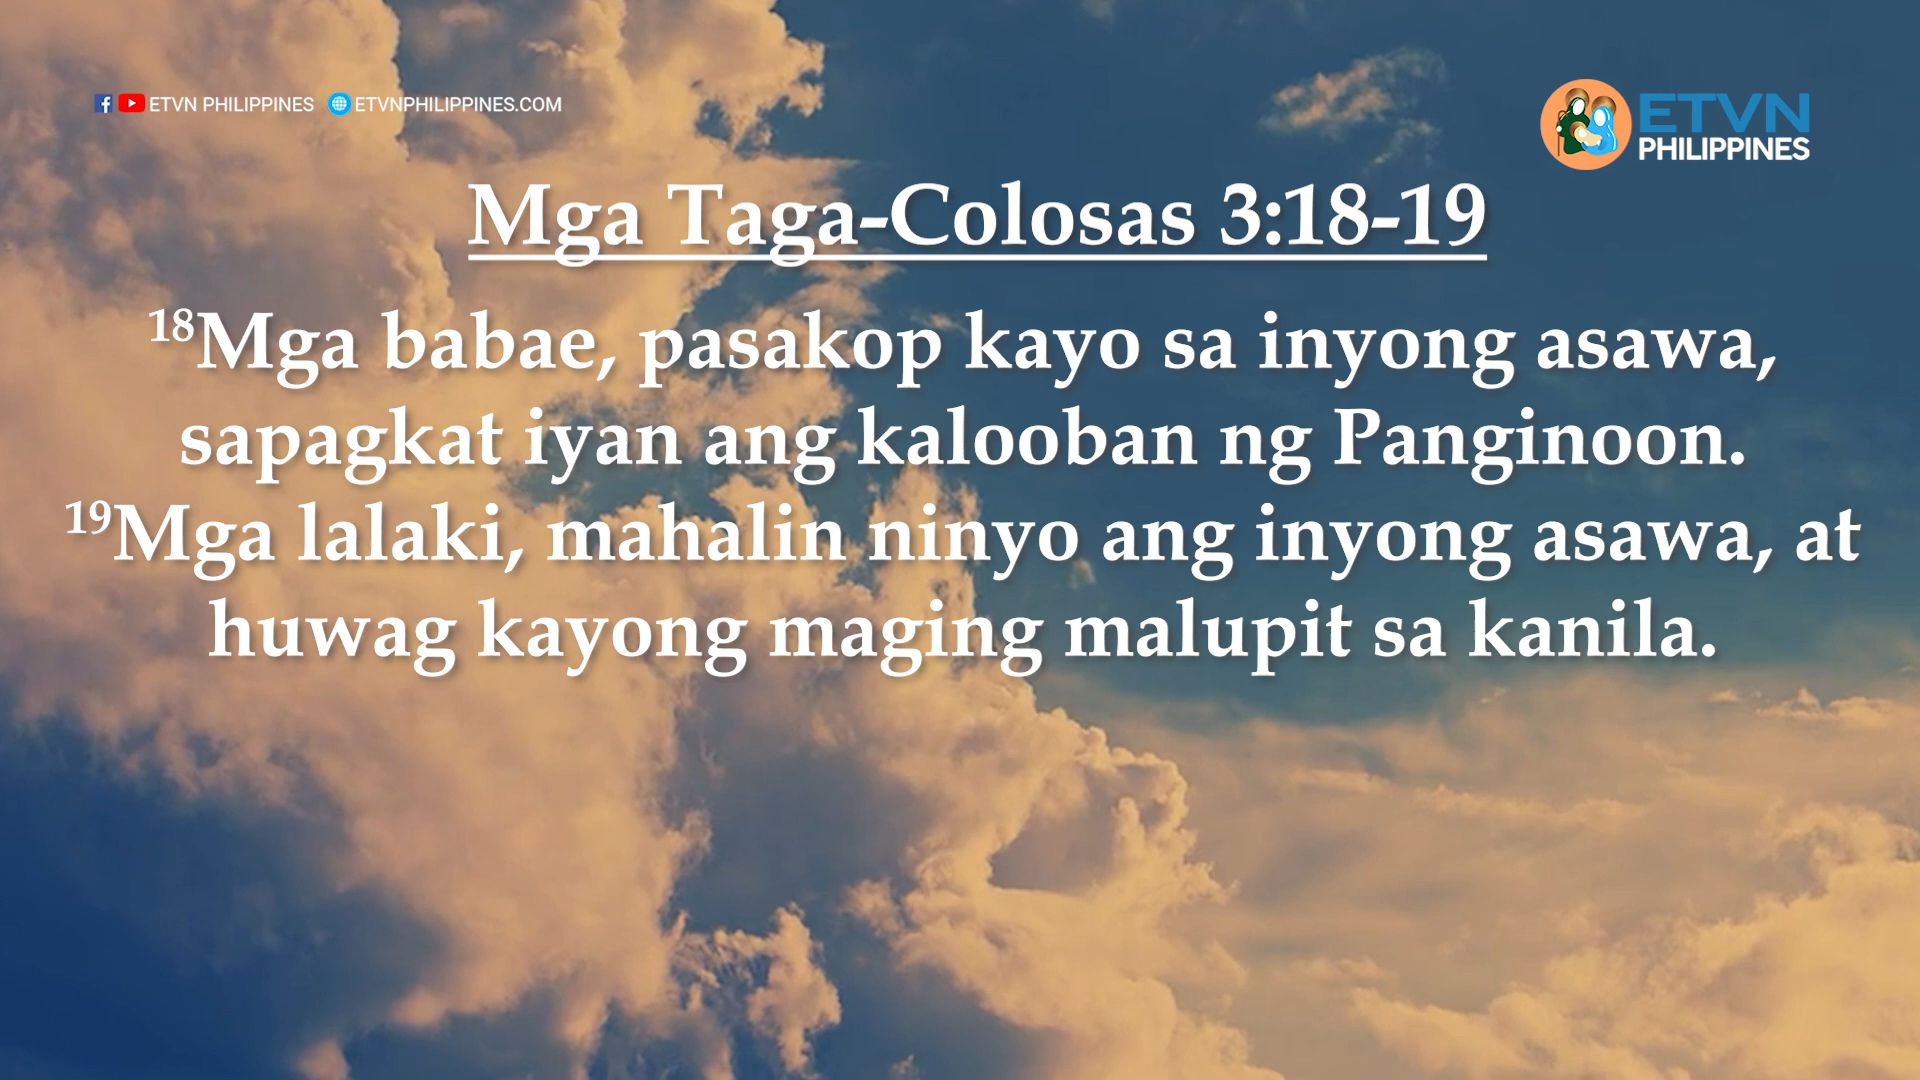 ETVN PHILIPPINES ETVNPHILIPPINES.COM
ETVN
PHILIPPINES
Mga Taga-Colosas 3:18-19
18Mga babae, pasakop kayo sa inyong asawa,
sapagkat iyan ang kalooban ng Panginoon.
19Mga lalaki, mahalin ninyo ang inyong asawa, at
huwag kayong maging malupit sa kanila.